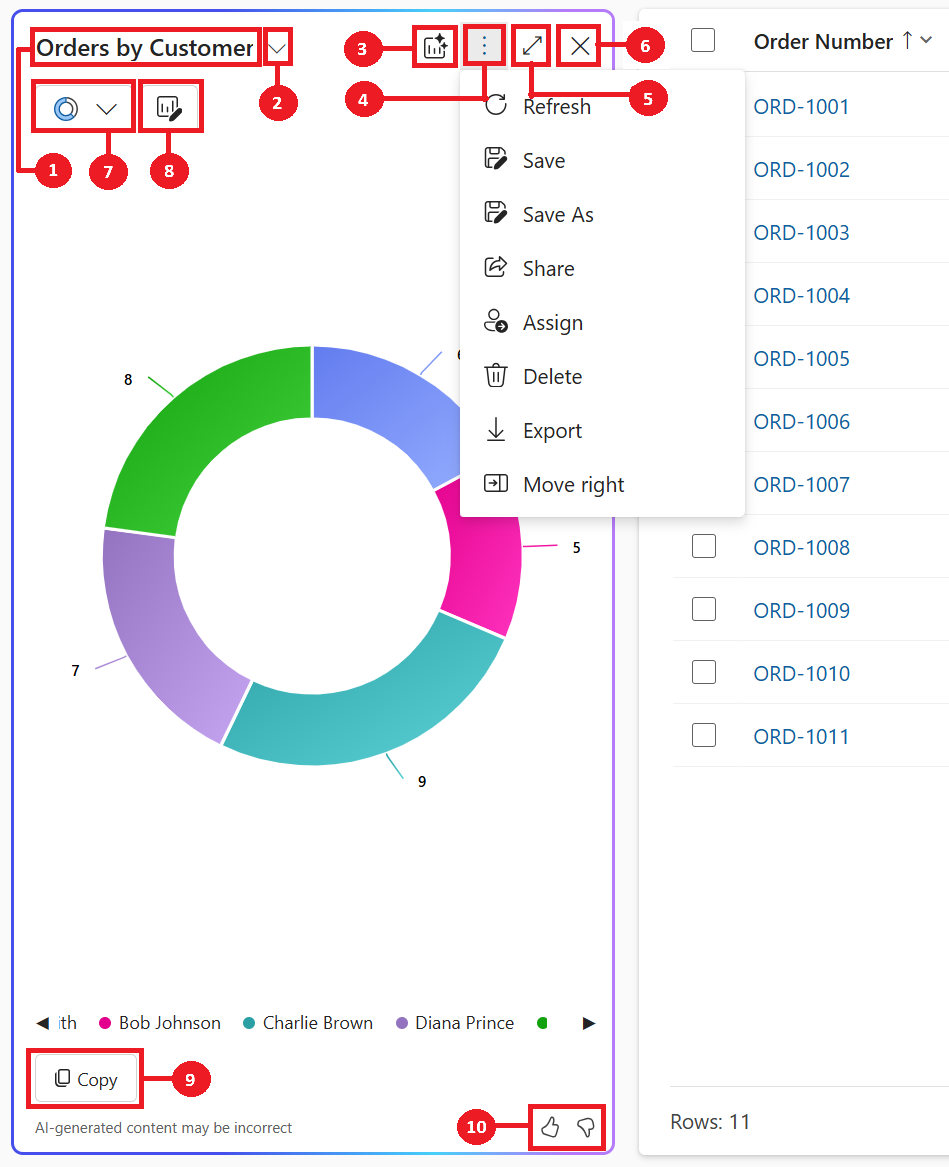 Orders by Customer
2
3
4
5
6
1
7
8
9
10
Refresh
Save
Save As
Share
Assign
Delete
Export
Move right
8
5
7
9
ith
Bob Johnson
Charlie Brown
Diana Prince
Copy
AI-generated content may be incorrect
Order Number
ORD-1001
ORD-1002
ORD-1003
ORD-1004
ORD-1005
ORD-1006
ORD-1007
ORD-1008
ORD-1009
ORD-1010
ORD-1011
Rows: 11